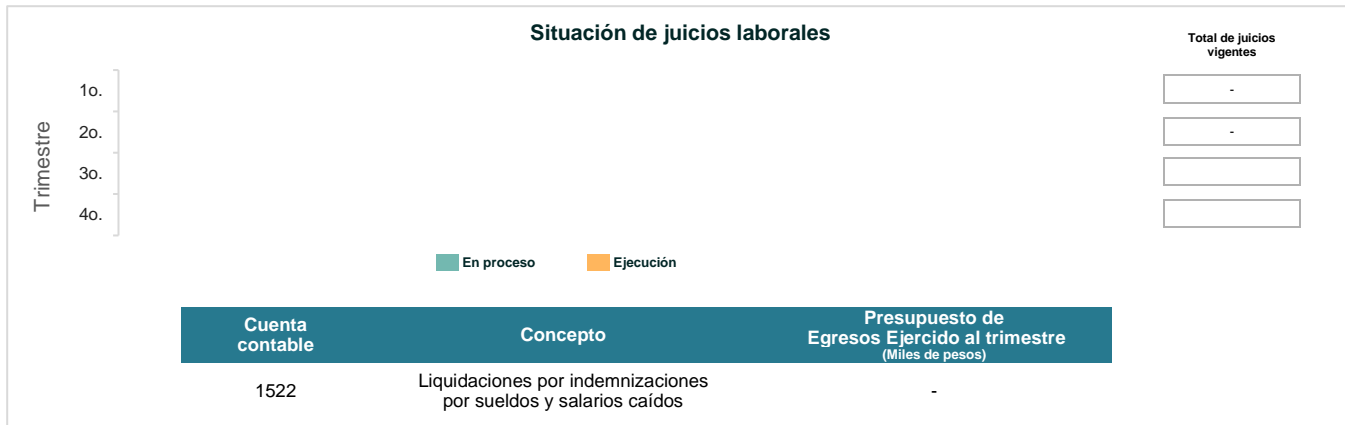 Situación de juicios laborales
Total de juicios
vigentes
Trimestre
1o.
-
2o.
-
3o.
4o.
En proceso
Ejecución
Cuenta
contable
Concepto
Presupuesto de
Egresos Ejercido al trimestre
(Miles de pesos)
1522
Liquidaciones por indemnizaciones
por sueldos y salarios caídos
-